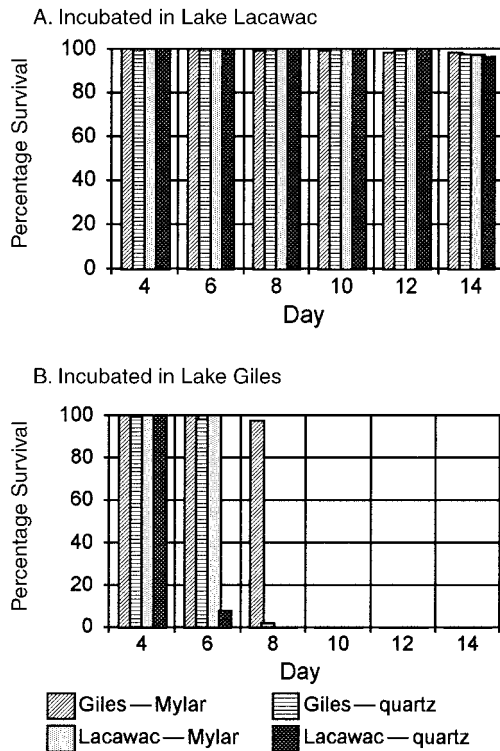 A. Incubated in Lake Lacawac
Percentage Survival
100
80
60
40
20
0
4 6 8 10 12 14
Day
B. Incubated in Lake Giles
Percentage Survival
100
80
60
40
20
0
4 6 8 10 12 14
Day
Giles — Mylar Giles — quartz
Lacawac — Mylar Lacawac — quartz